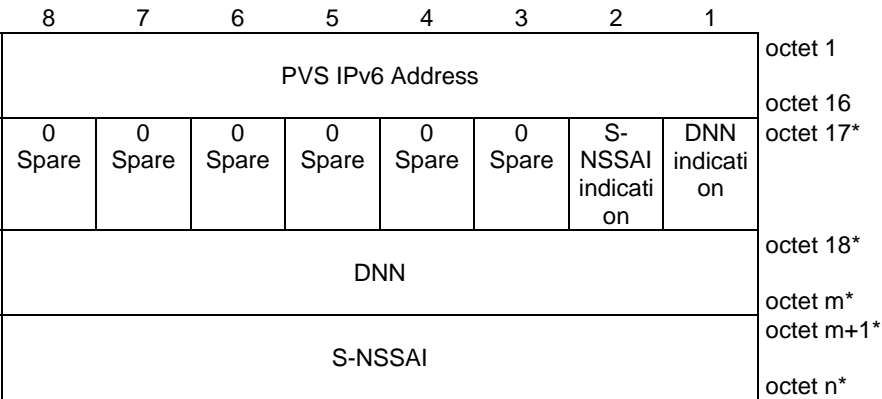 8 7 6 5 4 3 2 1
PVS IPv6 Address
octet 1
octet 16
0 0 0 0 0 0 S- DNN octet 17*
Spare Spare Spare Spare Spare Spare NSSAI indicati
indicati on
on
DNN
octet 18*
octet m*
S-NSSAI
octet m+1*
octet n*